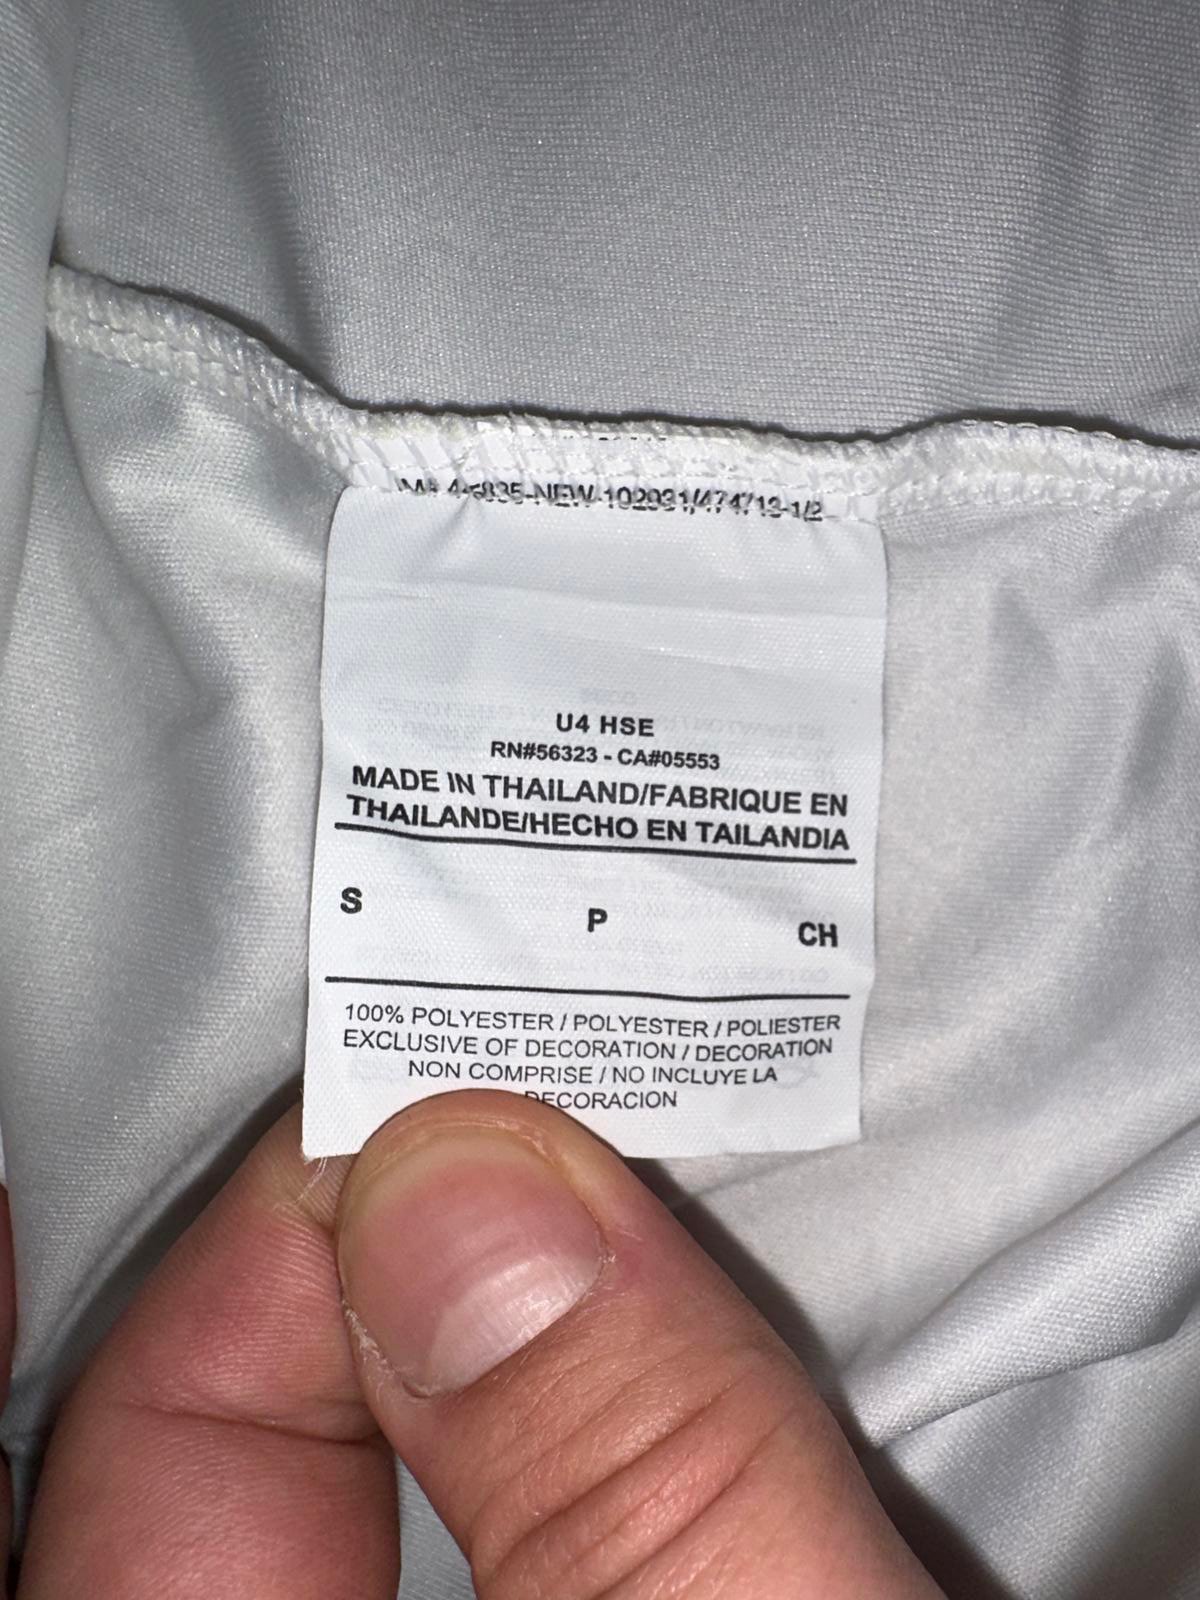 U4 HSE
RN#56323 - CA#05553
MADE IN THAILAND/FABRIQUE EN
THAILANDE/HECHO EN TAILANDIA
S P CH
100% POLYESTER / POLYESTER / POLIESTER
EXCLUSIVE OF DECORATION / DECORATION
NON COMPRISE / NO INCLUYE LA
DECORACION